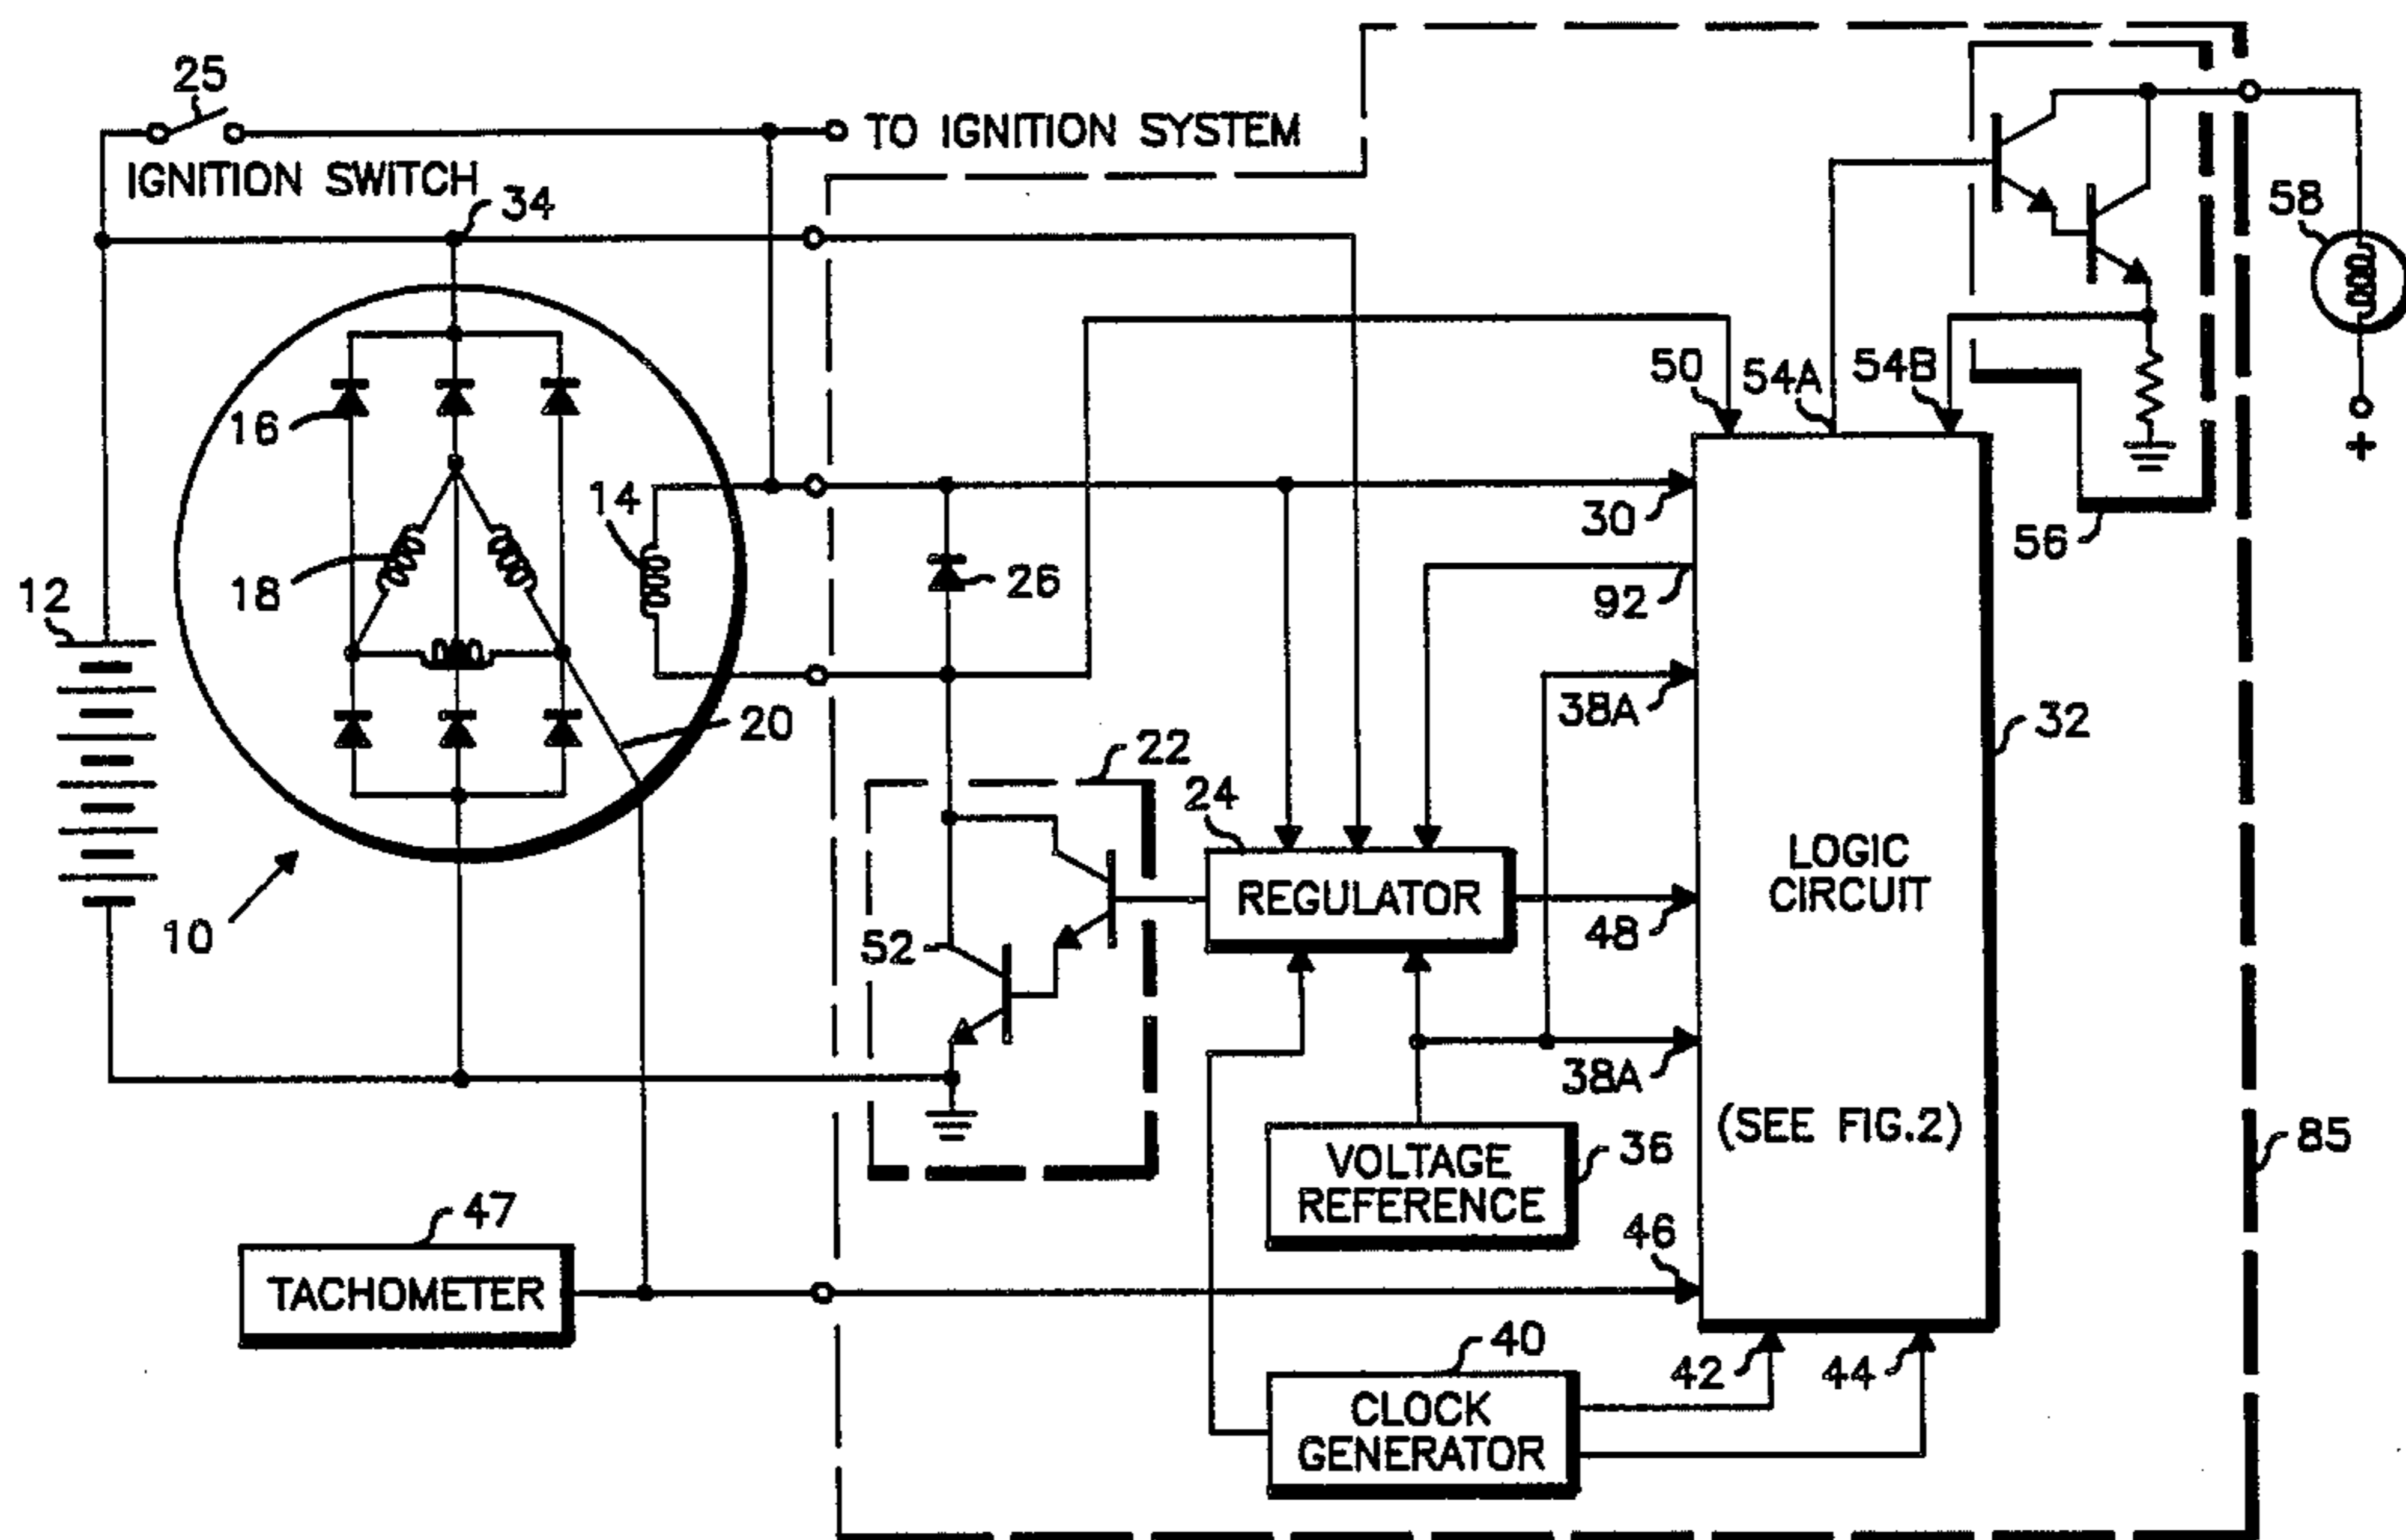 25
TO IGNITION SYSTEM
IGNITION SWITCH
34
58
50
54A
54B
16
14
30
56
18
26
12
92
38A
20
32
22
24
LOGIC
CIRCUIT
REGULATOR
10
52
48
38A
(SEE FIG.2)
85
VOLTAGE
REFERENCE
36
47
46
TACHOMETER
40
42
44
CLOCK
GENERATOR
+